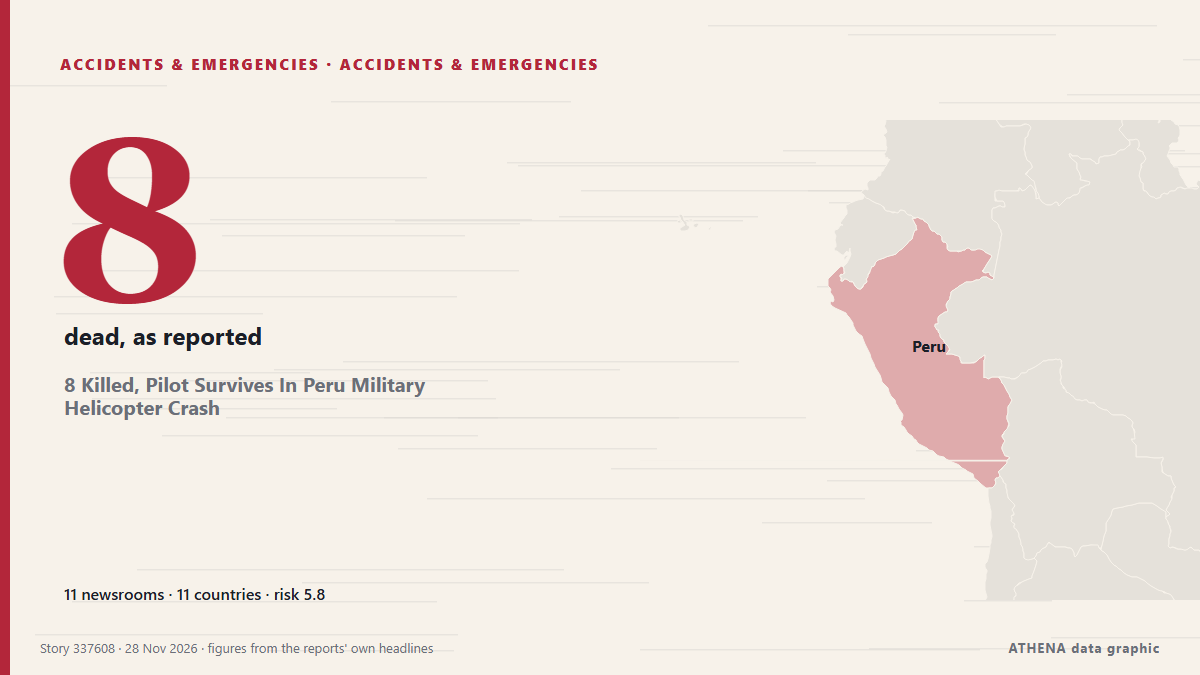 ACCIDENTS & EMERGENCIES · ACCIDENTS & EMERGENCIES
8
dead, as reported
8 Killed, Pilot Survives In Peru Military
Helicopter Crash
Peru
11 newsrooms · 11 countries · risk 5.8
Story 337608 · 28 Nov 2026 · figures from the reports' own headlines
ATHENA data graphic